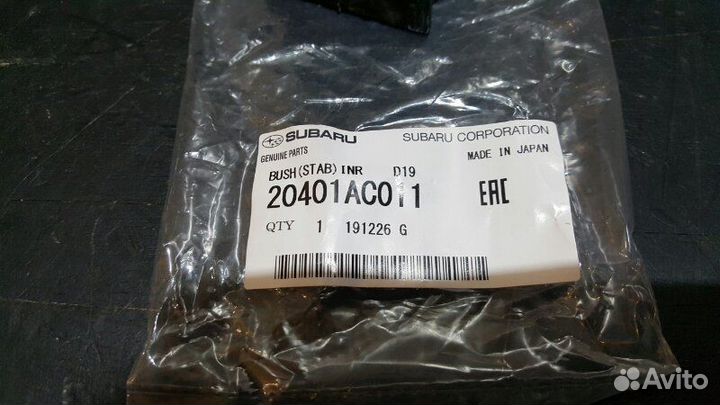 SUBARU
SUBARU CORPORATION
GENUINE PARTS
MADE IN JAPAN
BUSH(STAB)INR D19
20401AC011
EAC
QTY 1 191226 G
Avito